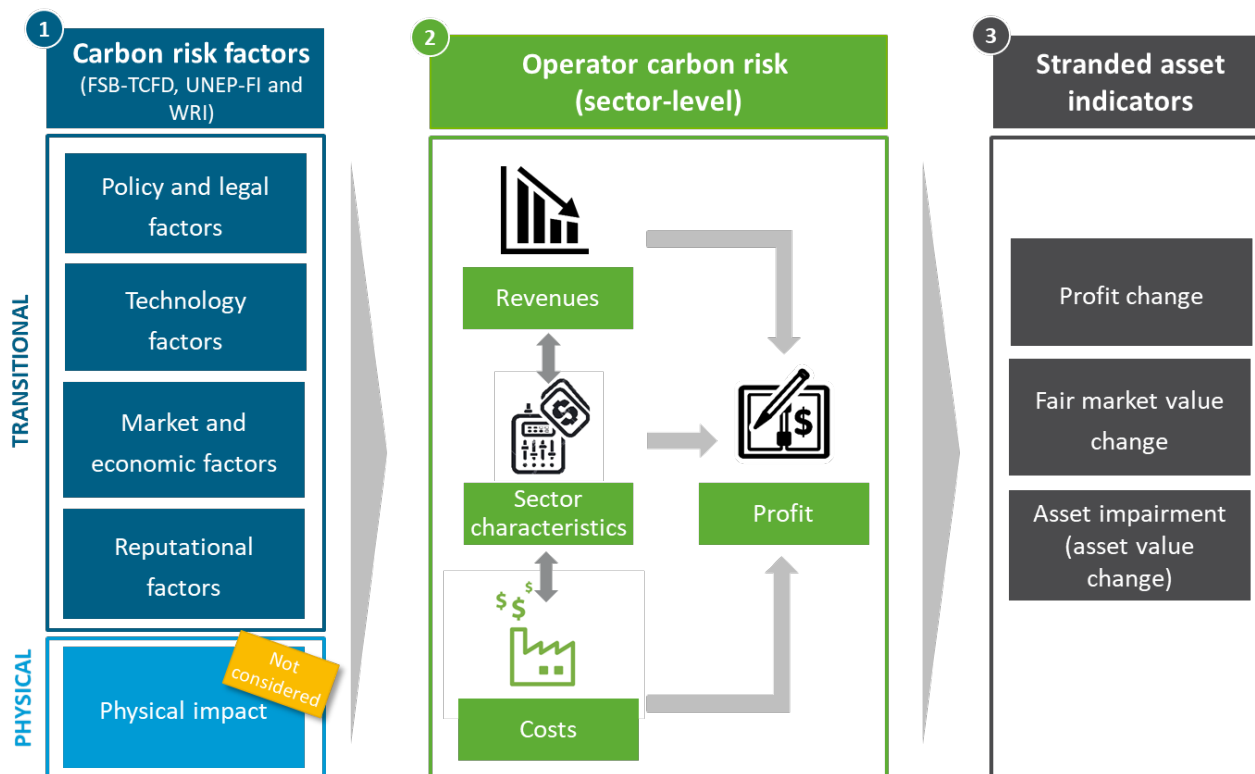 1
Carbon risk factors
(FSB-TCFD, UNEP-FI and
WRI)
TRANSITIONAL
Policy and legal
factors
Technology
factors
Market and
economic factors
Reputational
factors
PHYSICAL
Physical impact
Not
considered
2
Operator carbon risk
(sector-level)
Revenues
$
Sector
characteristics
$
Profit
$ $ $
Costs
3
Stranded asset
indicators
Profit change
Fair market value
change
Asset impairment
(asset value
change)